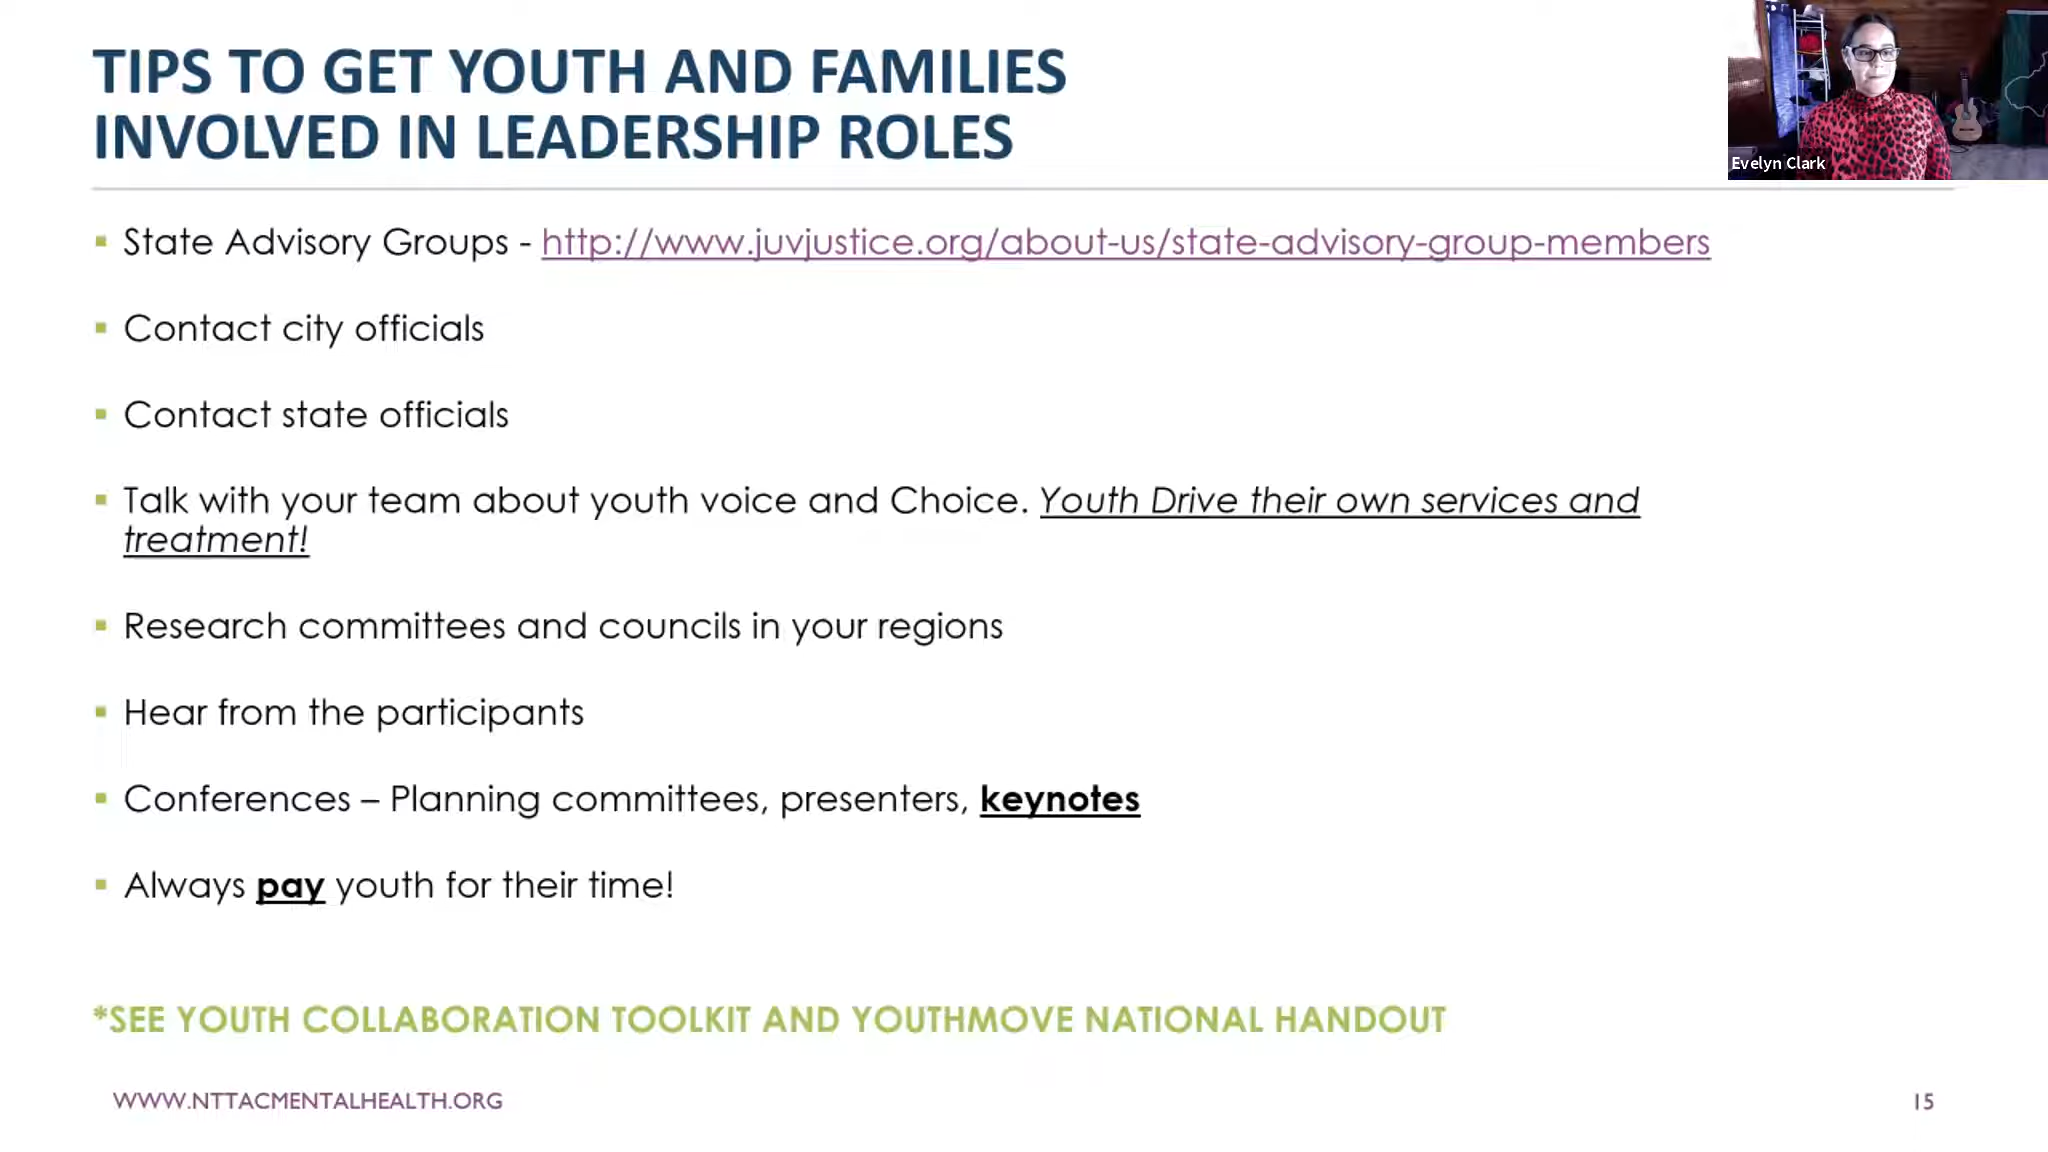 TIPS TO GET YOUTH AND FAMILIES
INVOLVED IN LEADERSHIP ROLES
Evelyn Clark
▪ State Advisory Groups - http://www.juvjustice.org/about-us/state-advisory-group-members
▪ Contact city officials
▪ Contact state officials
▪ Talk with your team about youth voice and Choice. Youth Drive their own services and
treatment!
▪ Research committees and councils in your regions
▪ Hear from the participants
▪ Conferences – Planning committees, presenters, keynotes
▪ Always pay youth for their time!
*SEE YOUTH COLLABORATION TOOLKIT AND YOUTHMOVE NATIONAL HANDOUT
WWW.NTTACMENTALHEALTH.ORG
15